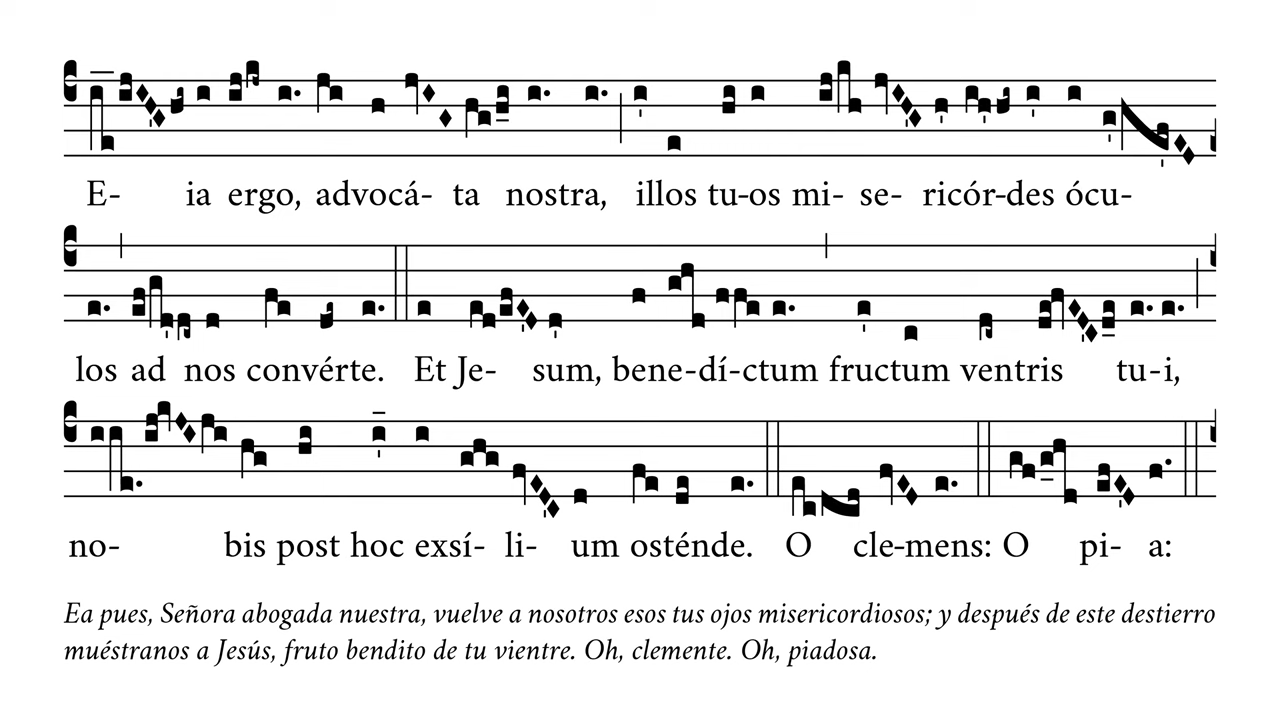 E- ia ergo, advocá- ta nostra, illos tu-os mi- se- ricór-des ócu-
los ad nos convérte. Et Je- sum, bene-dí-ctum fructum ventris tu-i,
no- bis post hoc exsí- li- um osténde. O cle-mens: O pi- a:
Ea pues, Señora abogada nuestra, vuelve a nosotros esos tus ojos misericordiosos; y después de este destierro
muéstranos a Jesús, fruto bendito de tu vientre. Oh, clemente. Oh, piadosa.